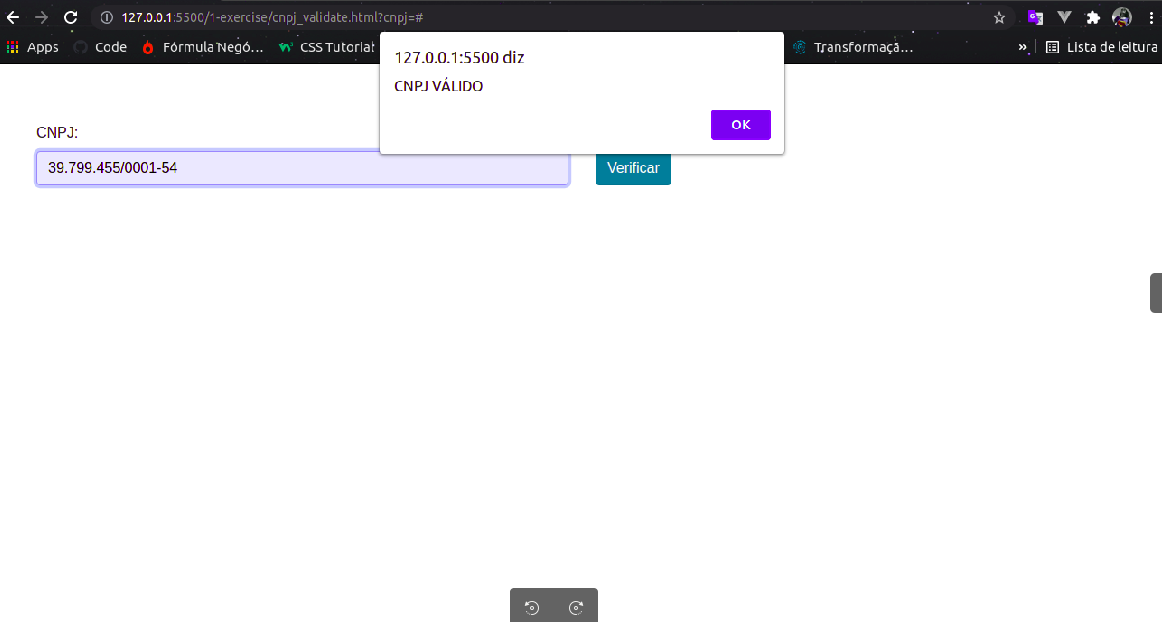 127.0.0.1:5500/1-exercise/cnpj_validate.html?cnpj=#
Apps Code Fórmula Negó... CSS Tutorial Transformaçã... » Lista de leitura
127.0.0.1:5500 diz
CNPJ VÁLIDO
OK
CNPJ:
39.799.455/0001-54 Verificar